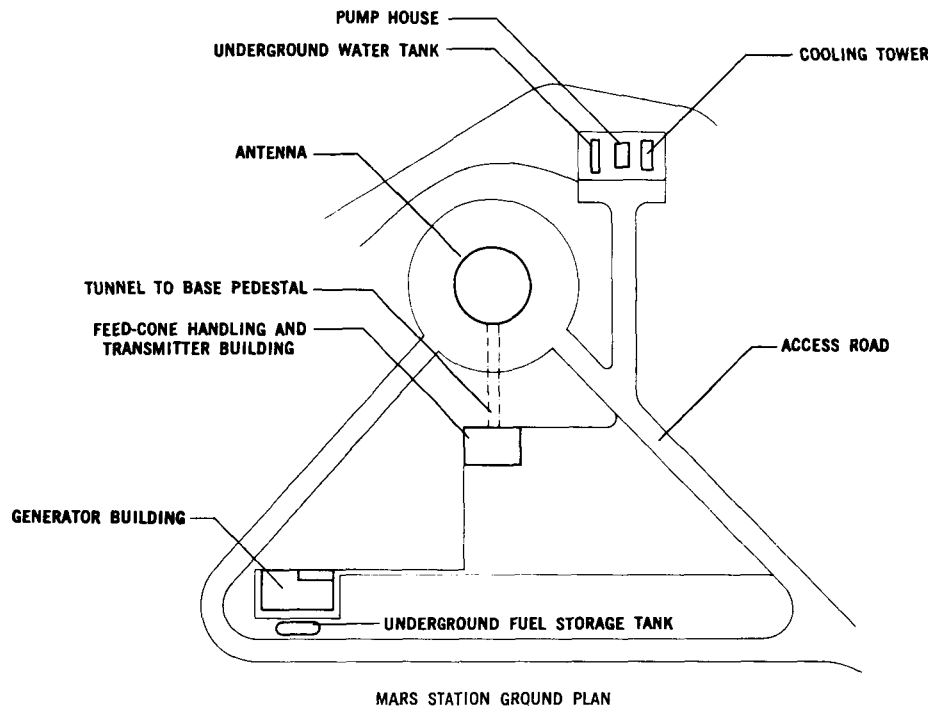 PUMP HOUSE
UNDERGROUND WATER TANK
COOLING TOWER
ANTENNA
TUNNEL TO BASE PEDESTAL
FEED-CONE HANDLING AND
TRANSMITTER BUILDING
ACCESS ROAD
GENERATOR BUILDING
UNDERGROUND FUEL STORAGE TANK
MARS STATION GROUND PLAN